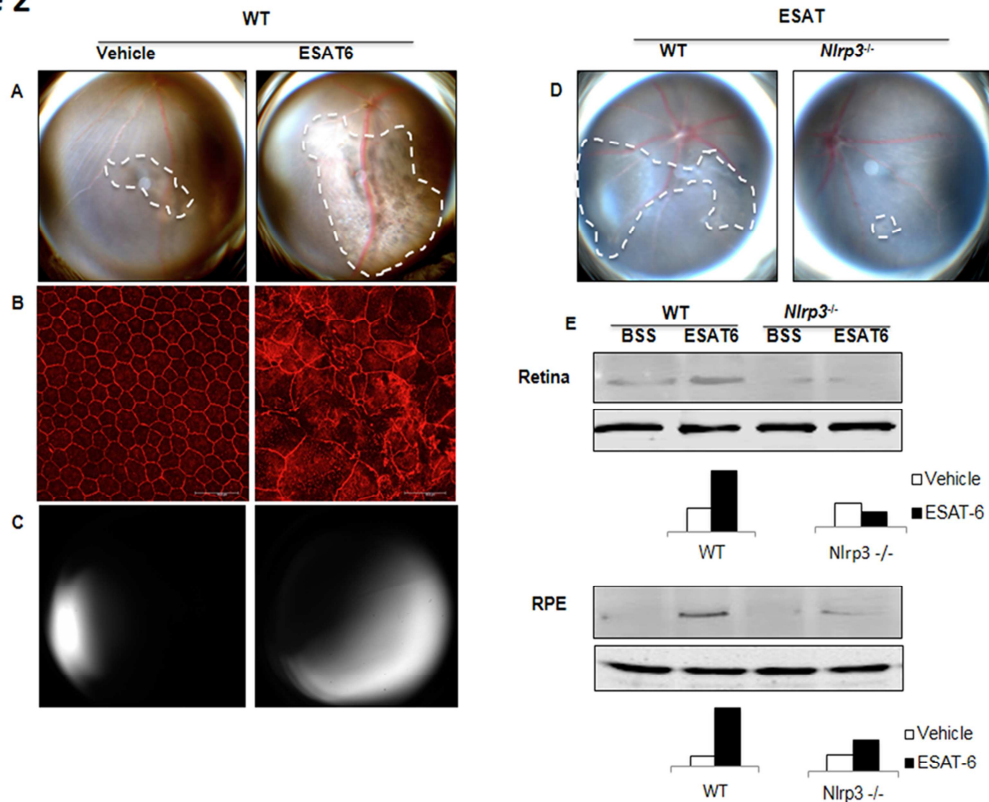 WT
Vehicle ESAT6
A
B
C
ESAT
WT Nlrp3-/-
D
E
WT Nlrp3-/-
BSS ESAT6 BSS ESAT6
Retina
Vehicle
ESAT-6
WT Nlrp3 -/-
RPE
Vehicle
ESAT-6
WT Nlrp3 -/-